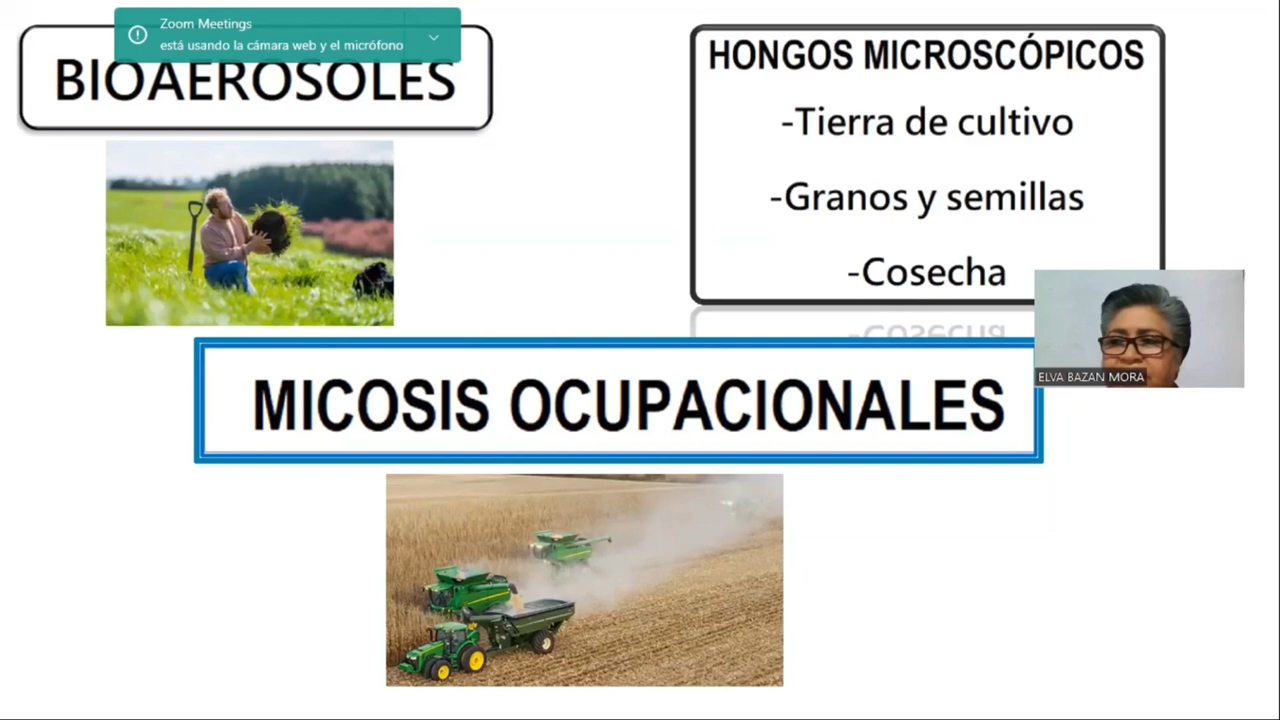 Zoom Meetings
está usando la cámara web y el micrófono
BIOAEROSOLES
HONGOS MICROSCÓPICOS
-Tierra de cultivo
-Granos y semillas
-Cosecha
ELVA BAZAN MORA
MICOSIS OCUPACIONALES